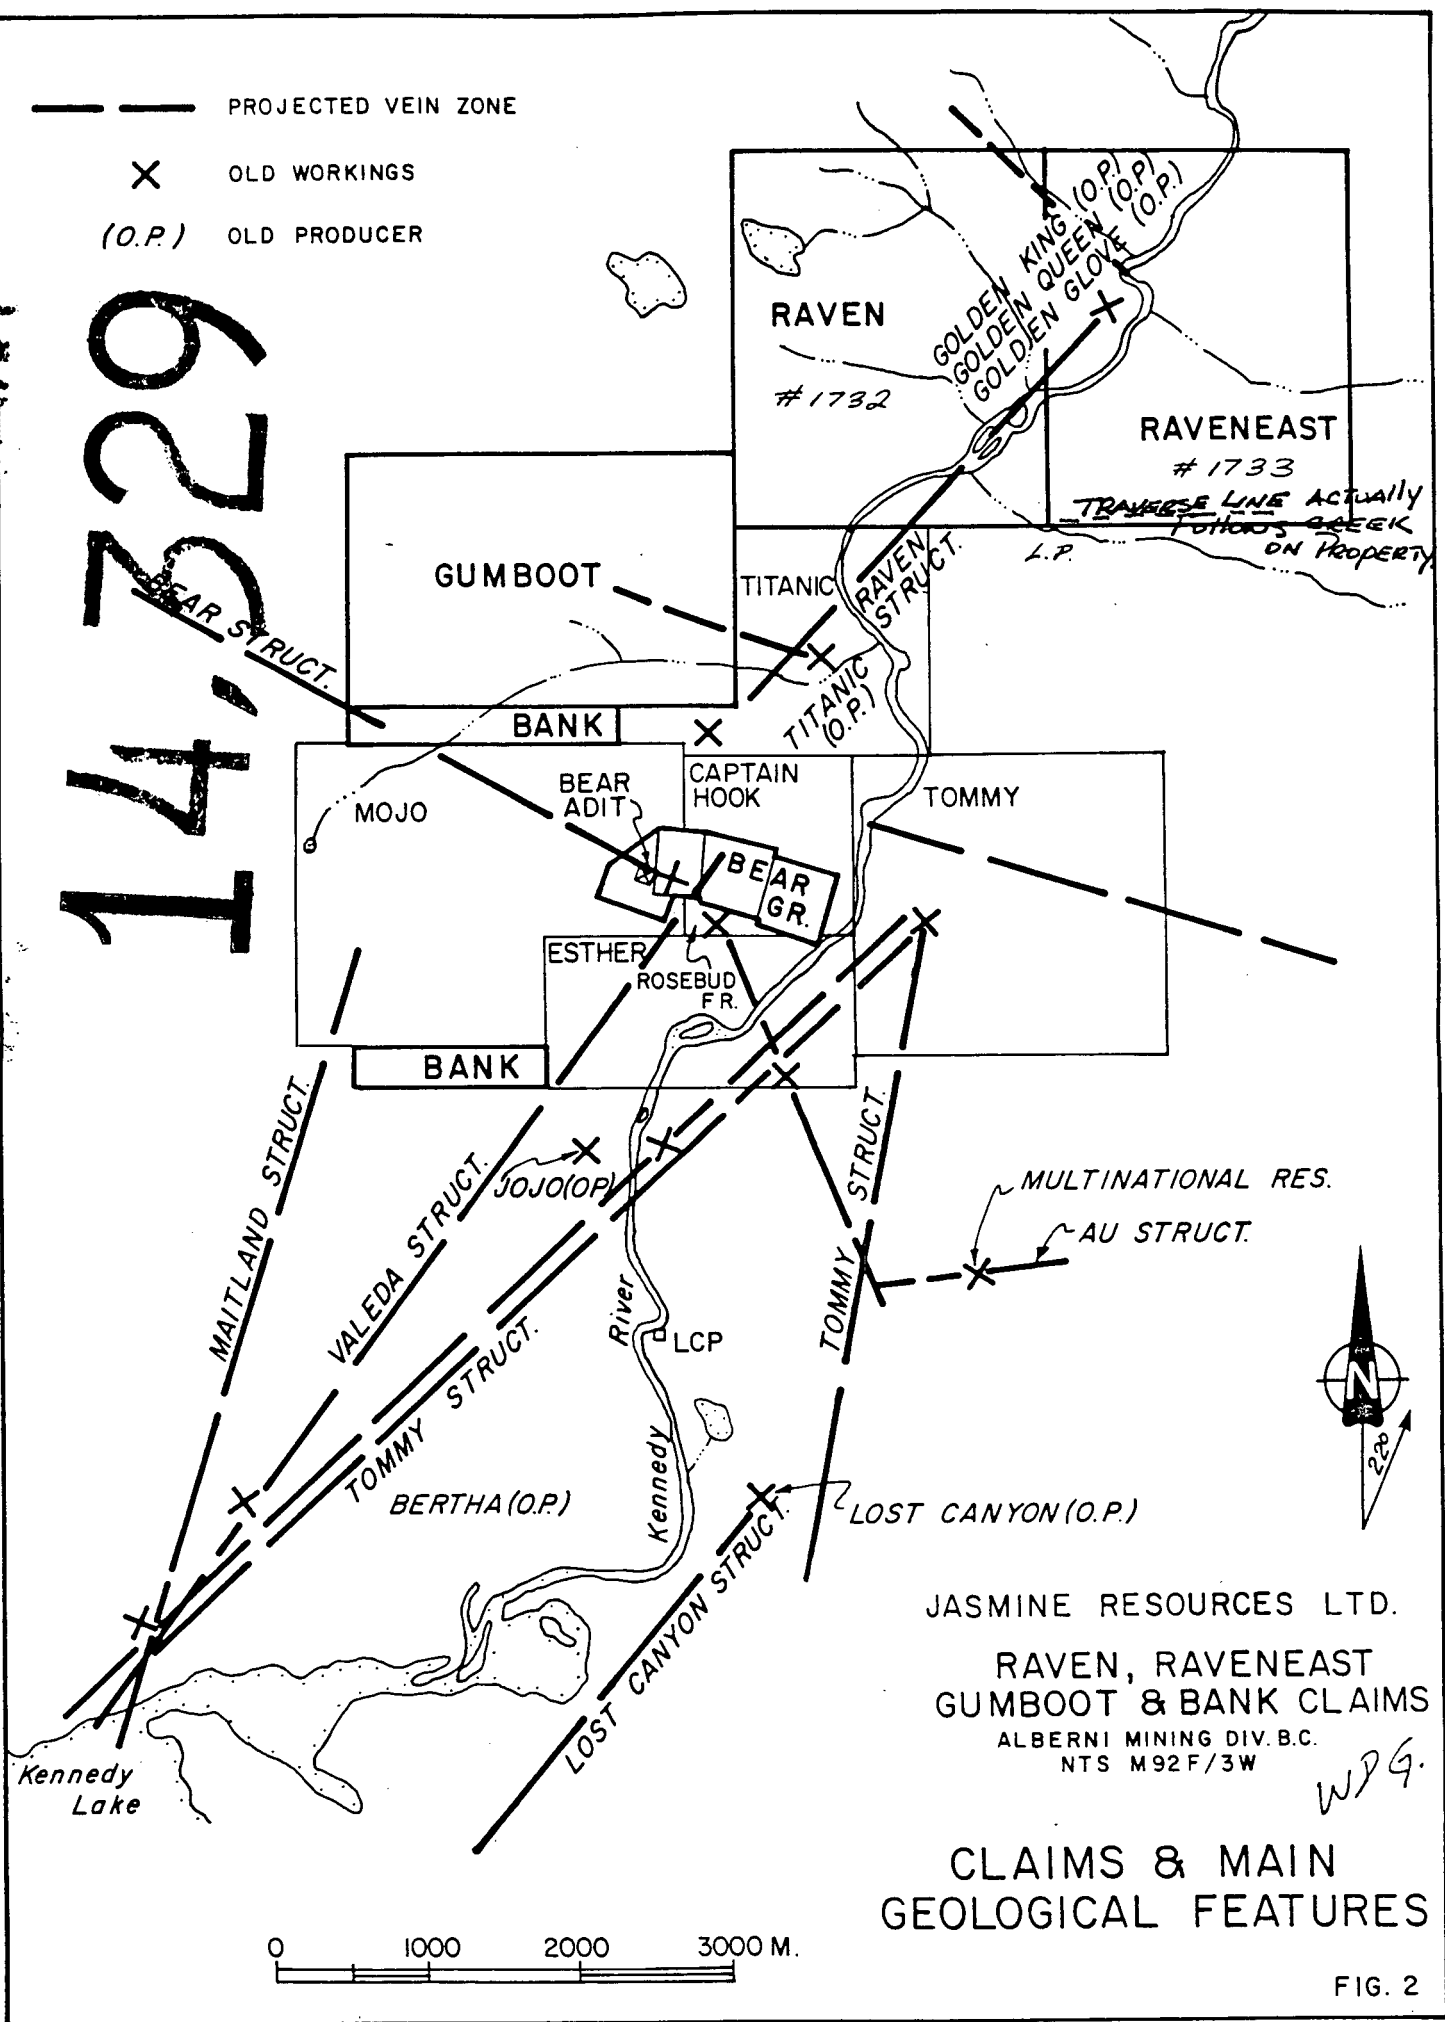 PROJECTED VEIN ZONE
OLD WORKINGS
(O.P.) OLD PRODUCER
14,329
GOLDEN KING (O.P.)
GOLDEN QUEEN (O.P.)
GOLDEN GLOVE (O.P.)
RAVEN
#1732
RAVENEAST
#1733
TRAVERSE LINE ACTUALLY
FOLLOWS CREEK
ON PROPERTY
L.P.
GUMBOOT
TITANIC
RAVEN
STRUCT.
BEAR STRUCT.
TITANIC
(O.P.)
BANK
CAPTAIN
HOOK
BEAR
ADIT
MOJO
TOMMY
BEAR
GR.
ESTHER
ROSEBUD
FR.
BANK
MAITLAND STRUCT.
VALEDA STRUCT.
JOJO(OP)
TOMMY STRUCT.
MULTINATIONAL RES.
AU STRUCT.
TOMMY STRUCT.
Kennedy River
LCP
N
22°
BERTHA (O.P.)
LOST CANYON (O.P.)
LOST CANYON STRUCT.
Kennedy
Lake
JASMINE RESOURCES LTD.
RAVEN, RAVENEAST
GUMBOOT & BANK CLAIMS
ALBERNI MINING DIV. B.C.
NTS M92F/3W
WPG.
CLAIMS & MAIN
GEOLOGICAL FEATURES
0 1000 2000 3000 M.
FIG. 2